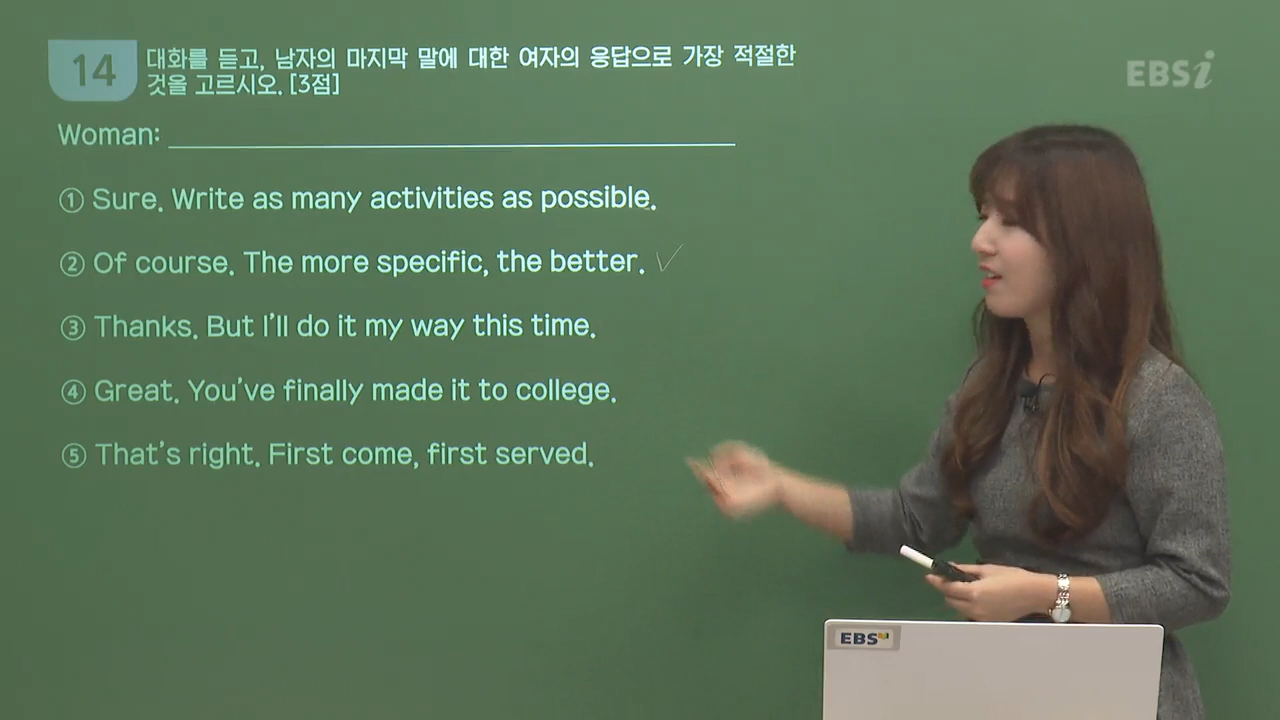 14
대화를 듣고, 남자의 마지막 말에 대한 여자의 응답으로 가장 적절한
것을 고르시오. [3점]
EBSi
Woman:
① Sure. Write as many activities as possible.
② Of course. The more specific, the better.
③ Thanks. But I'll do it my way this time.
④ Great. You've finally made it to college.
⑤ That's right. First come, first served.
EBS